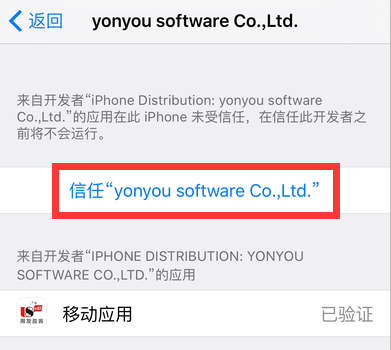 返回
yonyou software Co.,Ltd.
来自开发者“iPhone Distribution: yonyou software
Co.,Ltd.”的应用在此 iPhone 未受信任，在信任此开发者之
前将不会运行。
信任“yonyou software Co.,Ltd.”
来自开发者“IPHONE DISTRIBUTION: YONYOU
SOFTWARE CO.,LTD.”的应用
移动应用
已验证